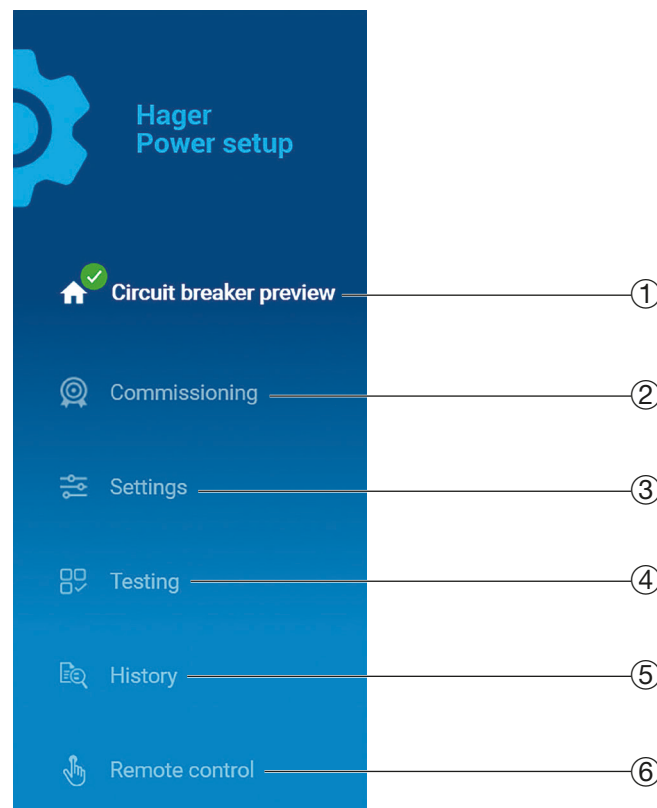 Hager
Power setup
Circuit breaker preview
1
Commissioning
2
Settings
3
Testing
4
History
5
Remote control
6